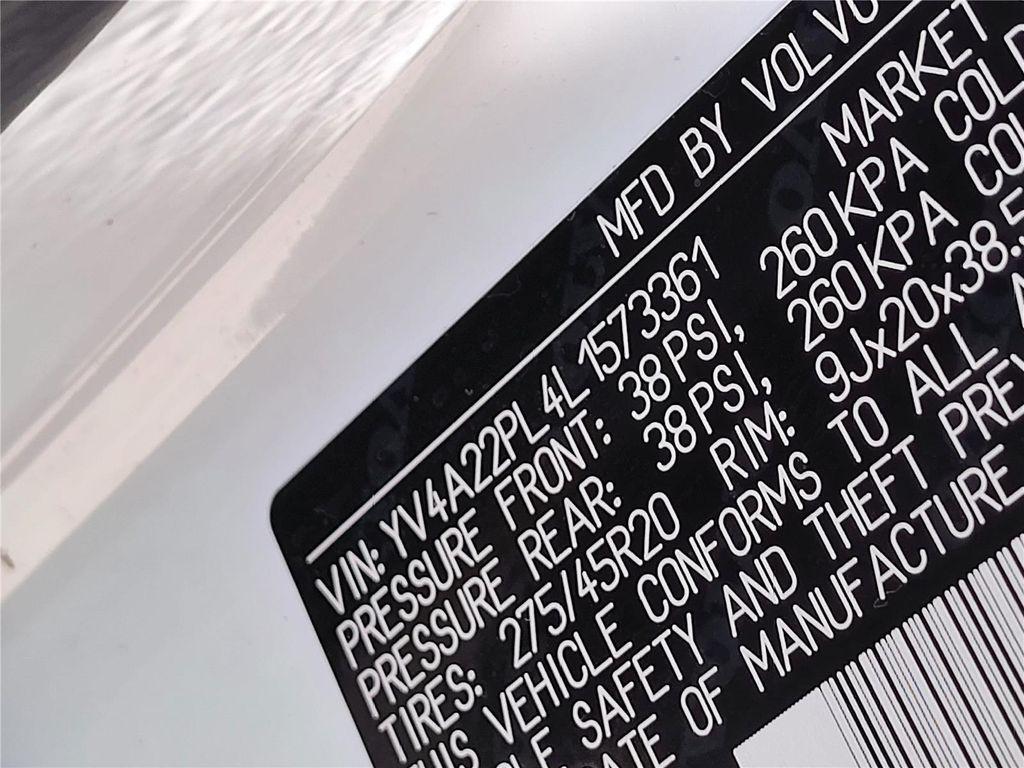 MFD BY VOLVO
VIN: YV4A22PL4L1573361 MARKET
PRESSURE FRONT: 38PSI, 260KPA COLD
PRESSURE REAR: 38PSI, 260KPA
TIRES: 275/45R20 RIM: 9Jx20x38.5
THIS VEHICLE CONFORMS TO ALL
SAFETY AND THEFT PREV
OF MANUFACTURE